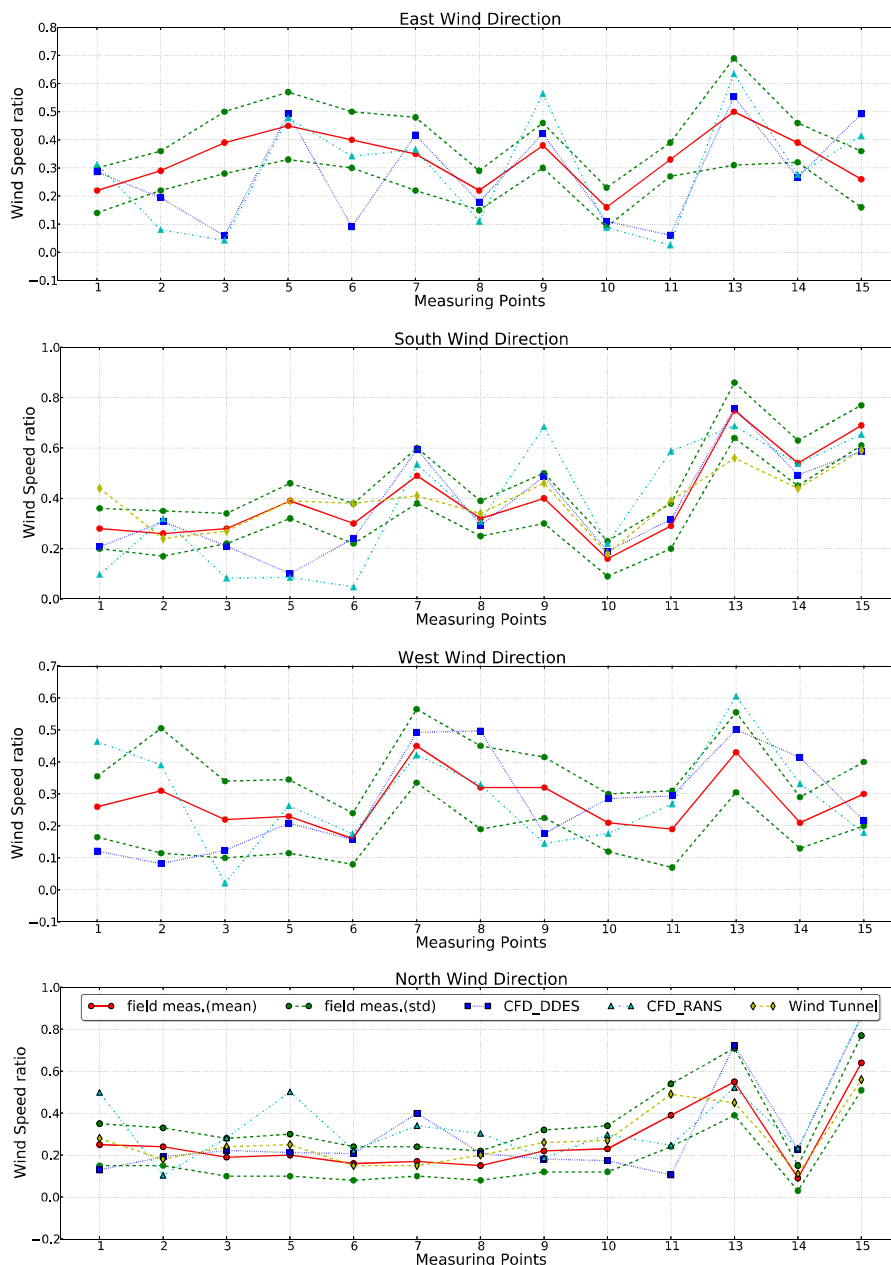 East Wind Direction
0.8
0.7
0.6
0.5
0.4
0.3
0.2
0.1
0.0
−0.1
Wind Speed ratio
1 2 3 5 6 7 8 9 10 11 13 14 15
Measuring Points
South Wind Direction
1.0
0.8
0.6
0.4
0.2
0.0
Wind Speed ratio
1 2 3 5 6 7 8 9 10 11 13 14 15
Measuring Points
West Wind Direction
0.7
0.6
0.5
0.4
0.3
0.2
0.1
0.0
−0.1
Wind Speed ratio
1 2 3 5 6 7 8 9 10 11 13 14 15
Measuring Points
North Wind Direction
field meas.(mean) field meas.(std) CFD_DDES CFD_RANS Wind Tunnel
1.0
0.8
0.6
0.4
0.2
0.0
−0.2
Wind Speed ratio
1 2 3 5 6 7 8 9 10 11 13 14 15
Measuring Points